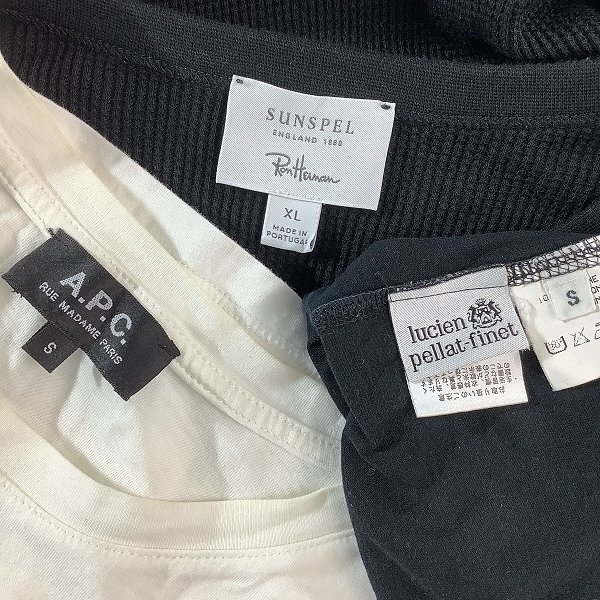 SUNSPEL
ENGLAND 1860
Ron Herman
XL
MADE IN
PORTUGAL
A.P.C.
RUE MADAME PARIS
S
lucien
pellat-finet
S